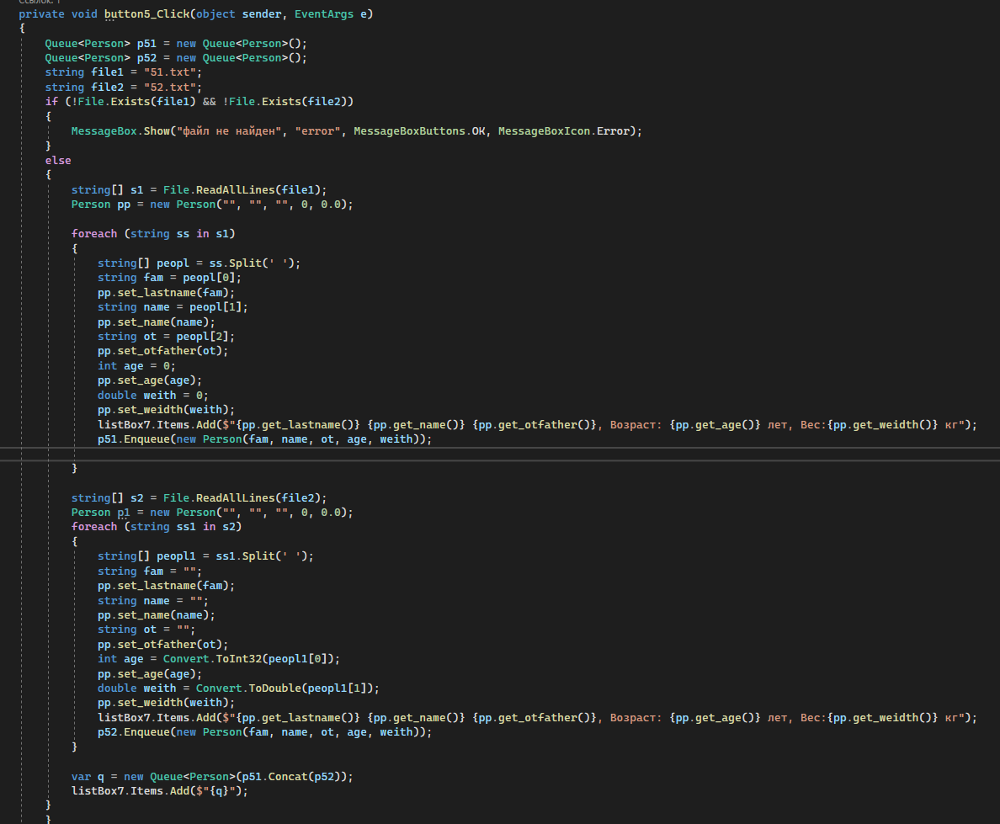 Ссылок: 1
private void button5_Click(object sender, EventArgs e)
{
Queue<Person> p51 = new Queue<Person>();
Queue<Person> p52 = new Queue<Person>();
string file1 = "51.txt";
string file2 = "52.txt";
if (!File.Exists(file1) && !File.Exists(file2))
{
MessageBox.Show("файл не найден", "error", MessageBoxButtons.OK, MessageBoxIcon.Error);
}
else
{
string[] s1 = File.ReadAllLines(file1);
Person pp = new Person("", "", "", 0, 0.0);
foreach (string ss in s1)
{
string[] peopl = ss.Split(' ');
string fam = peopl[0];
pp.set_lastname(fam);
string name = peopl[1];
pp.set_name(name);
string ot = peopl[2];
pp.set_otfather(ot);
int age = 0;
pp.set_age(age);
double weith = 0;
pp.set_weidth(weith);
listBox7.Items.Add($"{pp.get_lastname()} {pp.get_name()} {pp.get_otfather()}, Возраст: {pp.get_age()} лет, Вес:{pp.get_weidth()} кг");
p51.Enqueue(new Person(fam, name, ot, age, weith));
}
string[] s2 = File.ReadAllLines(file2);
Person p1 = new Person("", "", "", 0, 0.0);
foreach (string ss1 in s2)
{
string[] peopl1 = ss1.Split(' ');
string fam = "";
pp.set_lastname(fam);
string name = "";
pp.set_name(name);
string ot = "";
pp.set_otfather(ot);
int age = Convert.ToInt32(peopl1[0]);
pp.set_age(age);
double weith = Convert.ToDouble(peopl1[1]);
pp.set_weidth(weith);
listBox7.Items.Add($"{pp.get_lastname()} {pp.get_name()} {pp.get_otfather()}, Возраст: {pp.get_age()} лет, Вес:{pp.get_weidth()} кг");
p52.Enqueue(new Person(fam, name, ot, age, weith));
}
var q = new Queue<Person>(p51.Concat(p52));
listBox7.Items.Add($"{q}");
}
}